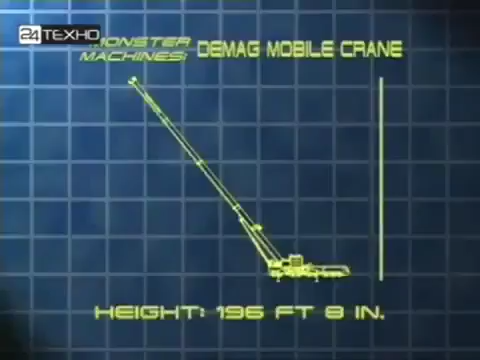 24 ТЕХНО
MONSTER
MACHINES: DEMAG MOBILE CRANE
HEIGHT: 196 FT 8 IN.